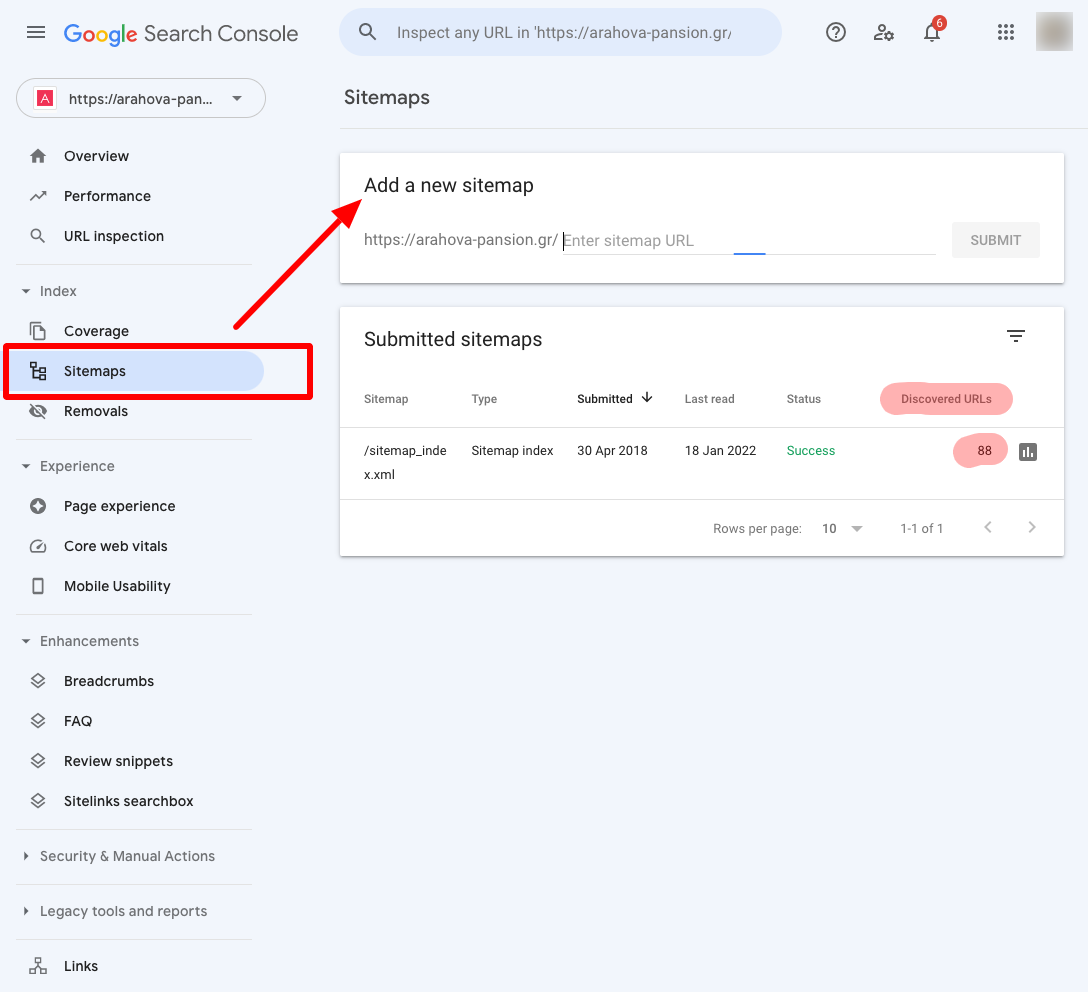 Google Search Console
Inspect any URL in 'https://arahova-pansion.gr/
6
A
https://arahova-pan...
Sitemaps
Overview
Performance
URL inspection
Index
Coverage
Sitemaps
Removals
Experience
Page experience
Core web vitals
Mobile Usability
Enhancements
Breadcrumbs
FAQ
Review snippets
Sitelinks searchbox
Security & Manual Actions
Legacy tools and reports
Links
Add a new sitemap
https://arahova-pansion.gr/ Enter sitemap URL
SUBMIT
Submitted sitemaps
Sitemap Type Submitted Last read Status Discovered URLs
/sitemap_inde Sitemap index 30 Apr 2018 18 Jan 2022 Success 88
x.xml
Rows per page: 10 1-1 of 1